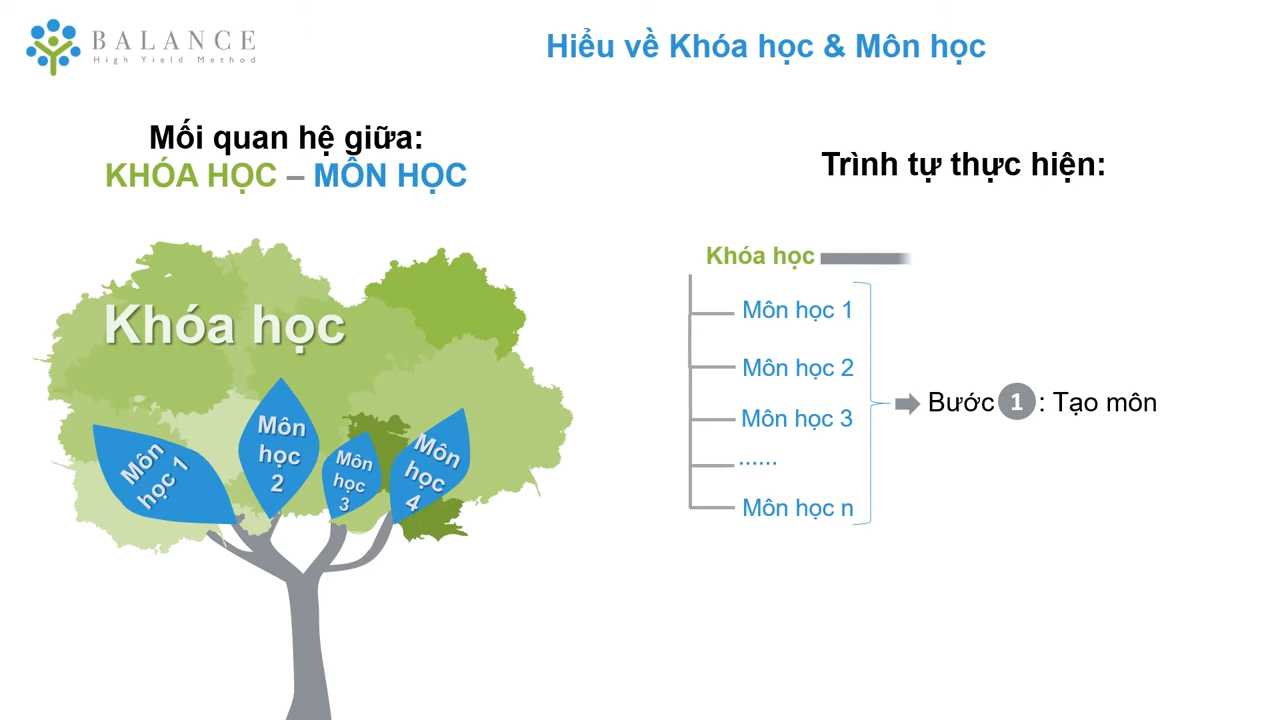 BALANCE
High Yield Method
Hiểu về Khóa học & Môn học
Mối quan hệ giữa:
KHÓA HỌC – MÔN HỌC
Khóa học
Môn
học 1
Môn
học
2
Môn
học
3
Môn
học
4
Trình tự thực hiện:
Khóa học
Môn học 1
Môn học 2
Môn học 3
......
Môn học n
Bước 1 : Tạo môn